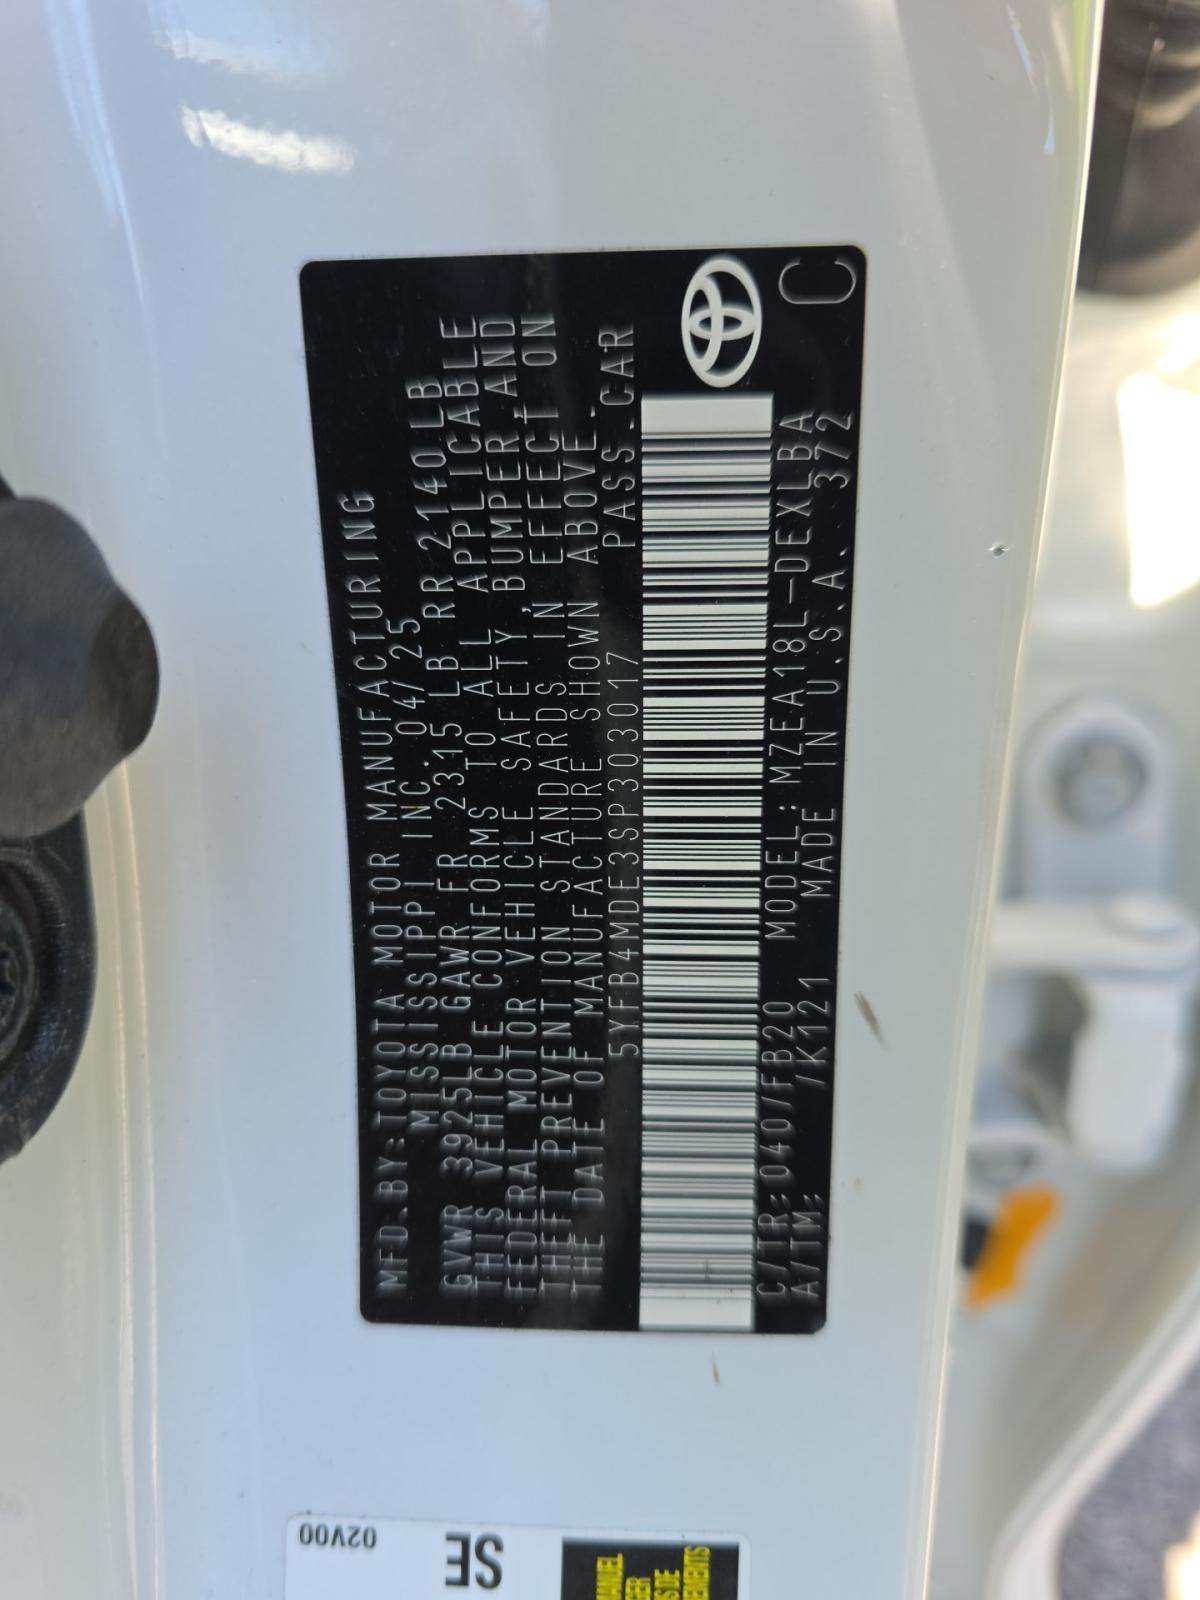 MFD.BY:TOYOTA MOTOR MANUFACTURING
MISSISSIPPI INC. 04/25
GVWR 3925LB GAWR FR 2315LB RR 2140LB
THIS VEHICLE CONFORMS TO ALL APPLICABLE
FEDERAL MOTOR VEHICLE SAFETY, BUMPER, AND
THEFT PREVENTION STANDARDS IN EFFECT ON
THE DATE OF MANUFACTURE SHOWN ABOVE.
5YFB4MDE3SP303017 PASS.CAR
C/TR:040/FB20 MODEL:MZEA18L-DEXLBA
A/TM: /K121 MADE IN U.S.A. 372
C
02V00
SE
MANUEL